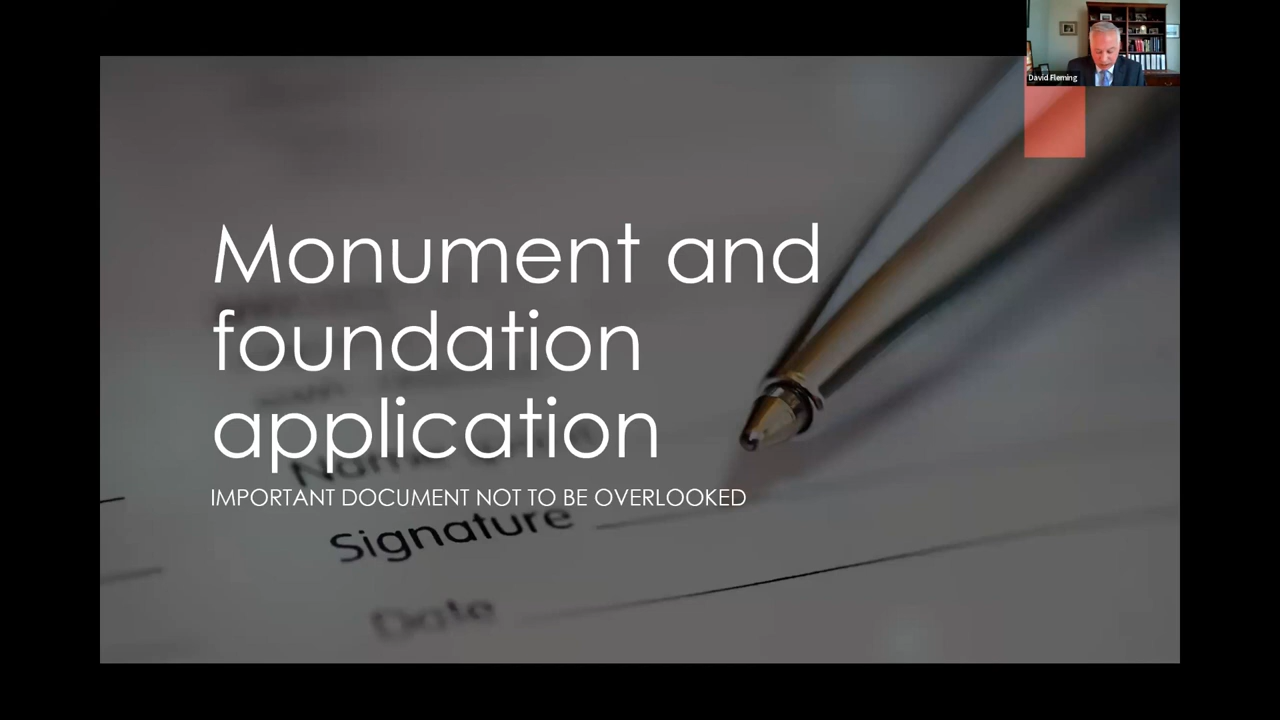 David Fleming
Monument and
foundation
application
IMPORTANT DOCUMENT NOT TO BE OVERLOOKED
Signature
Date